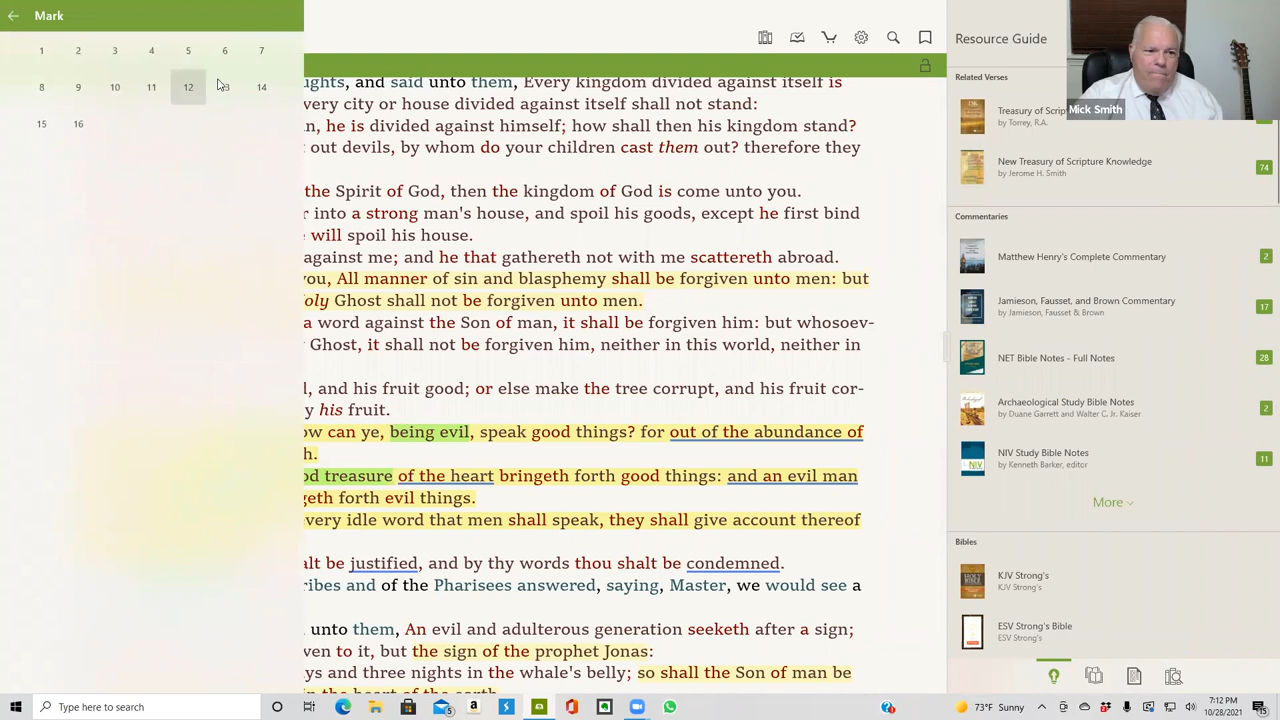 Mark
1 2 3 4 5 6 7
8 9 10 11 12 13 14
15 16
ughts, and said unto them, Every kingdom divided against itself is
very city or house divided against itself shall not stand:
n, he is divided against himself; how shall then his kingdom stand?
t out devils, by whom do your children cast them out? therefore they
the Spirit of God, then the kingdom of God is come unto you.
r into a strong man's house, and spoil his goods, except he first bind
e will spoil his house.
against me; and he that gathereth not with me scattereth abroad.
you, All manner of sin and blasphemy shall be forgiven unto men: but
Holy Ghost shall not be forgiven unto men.
a word against the Son of man, it shall be forgiven him: but whosoev-
Ghost, it shall not be forgiven him, neither in this world, neither in
d, and his fruit good; or else make the tree corrupt, and his fruit cor-
y his fruit.
ow can ye, being evil, speak good things? for out of the abundance of
h.
od treasure of the heart bringeth forth good things: and an evil man
geth forth evil things.
every idle word that men shall speak, they shall give account thereof
alt be justified, and by thy words thou shalt be condemned.
ribes and of the Pharisees answered, saying, Master, we would see a
unto them, An evil and adulterous generation seeketh after a sign;
ven to it, but the sign of the prophet Jonas:
ys and three nights in the whale's belly; so shall the Son of man be
in the heart of the earth.
Resource Guide
Mick Smith
Related Verses
Treasury of Scrip
by Torrey, R.A.
New Treasury of Scripture Knowledge
by Jerome H. Smith
74
Commentaries
Matthew Henry's Complete Commentary
2
Jamieson, Fausset, and Brown Commentary
by Jamieson, Fausset & Brown
17
NET Bible Notes - Full Notes
28
Archaeological Study Bible Notes
by Duane Garrett and Walter C. Jr. Kaiser
2
NIV Study Bible Notes
by Kenneth Barker, editor
11
More
Bibles
KJV Strong's
KJV Strong's
ESV Strong's Bible
ESV Strong's
Type here to search
73°F Sunny
7:12 PM
10/28/2021